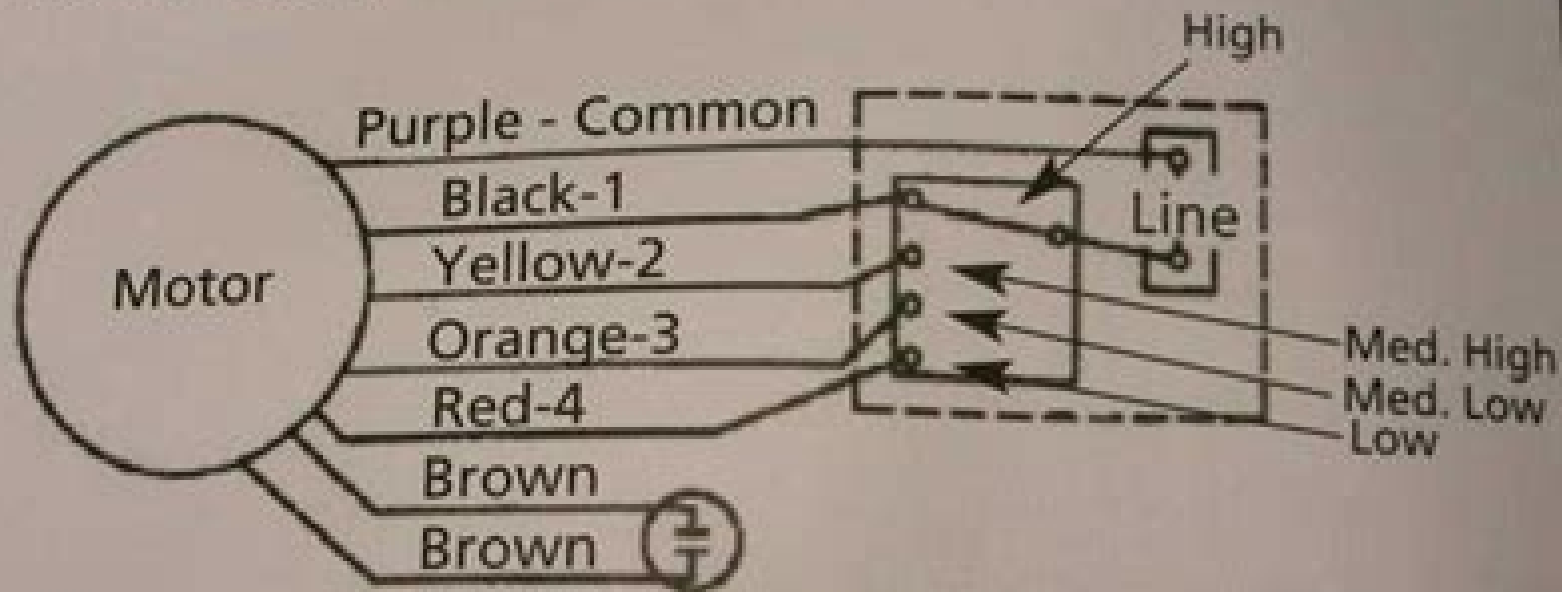 High
Purple - Common
Black-1
Line
Yellow-2
Motor
Orange-3
Med. High
Red-4
Med. Low
Low
Brown
Brown